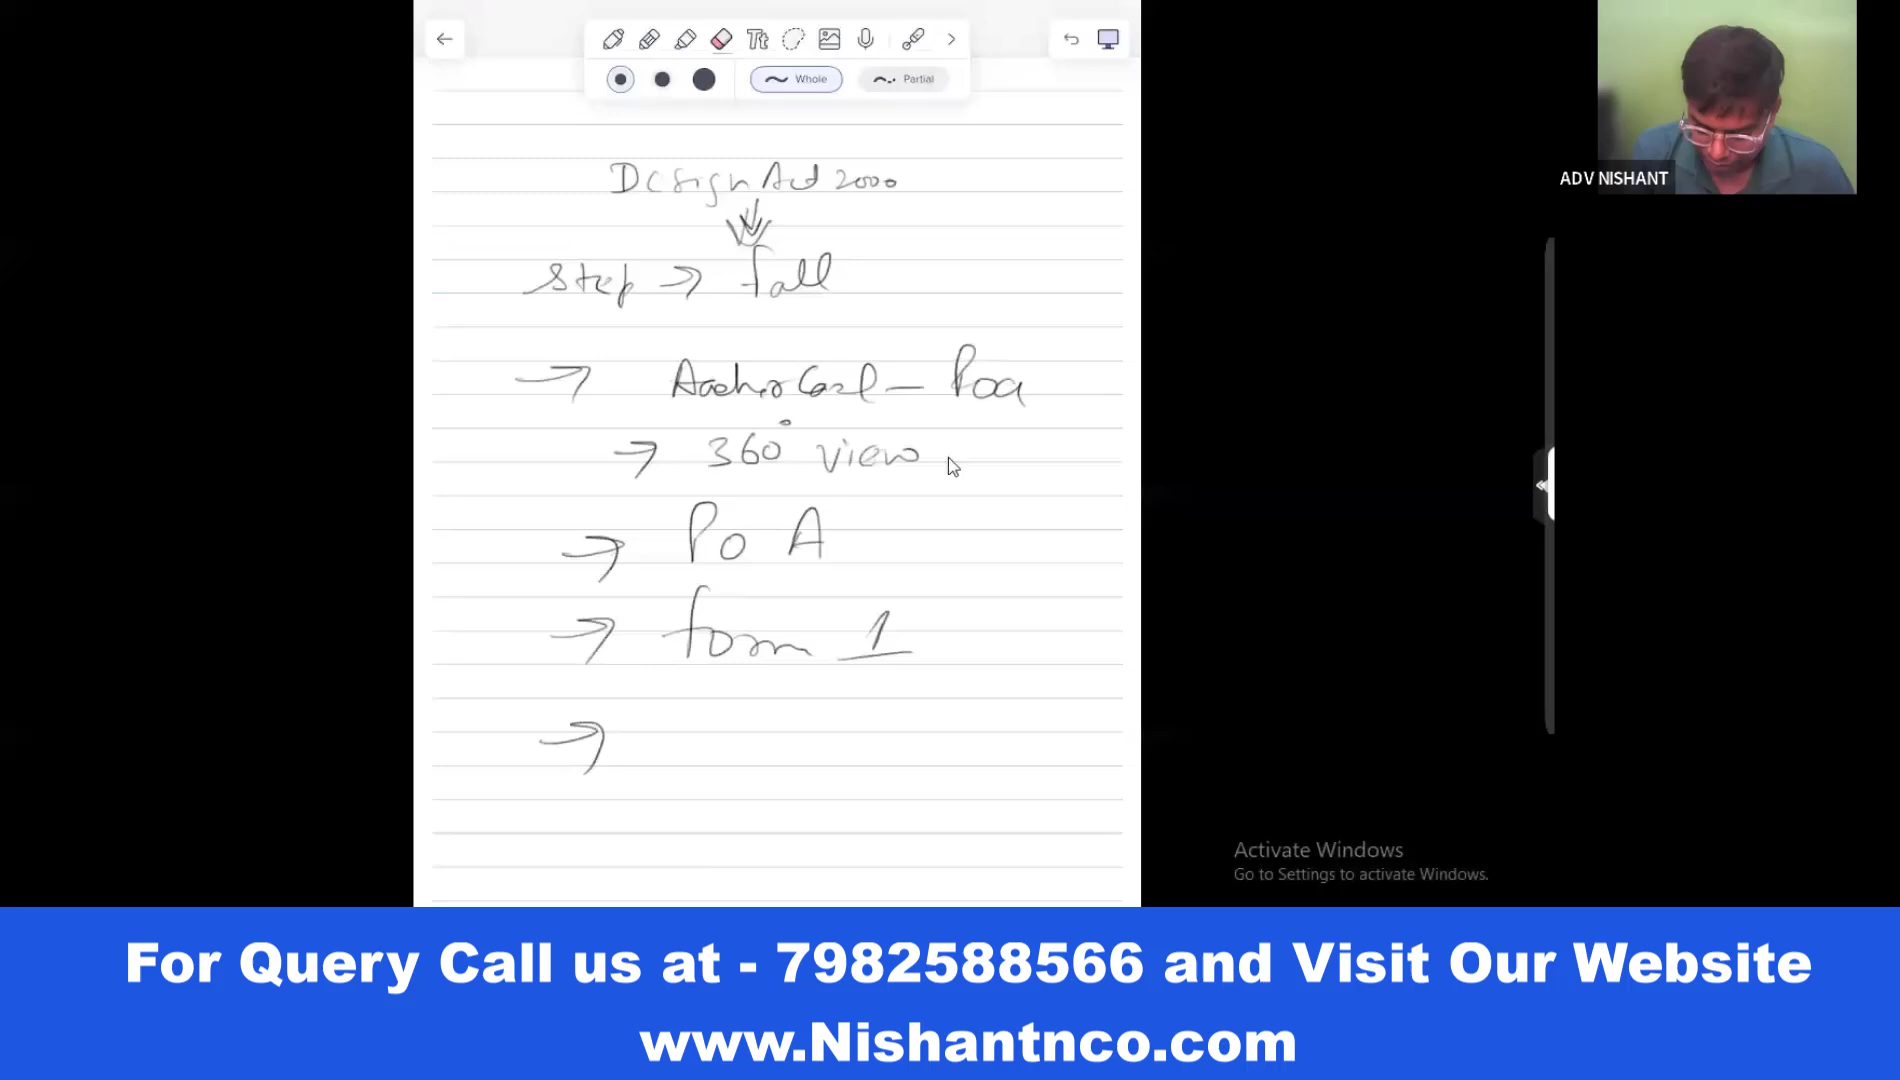 Whole
Partial
ADV NISHANT
Design Act 2000
Step → fall
→ Aadhar Card - Poa
→ 360° view
→ PoA
→ form 1
→
Activate Windows
Go to Settings to activate Windows.
For Query Call us at - 7982588566 and Visit Our Website
www.Nishantnco.com